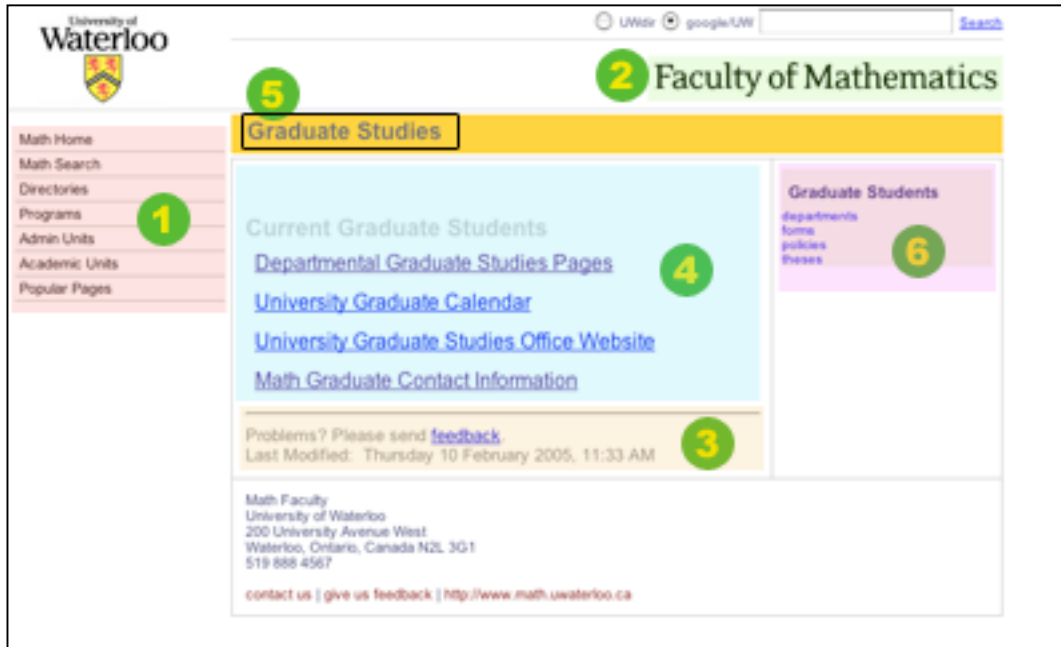 University of
Waterloo
UWdir google/UW Search
2 Faculty of Mathematics
5
Graduate Studies
Math Home
Math Search
Directories
Programs
1
Admin Units
Academic Units
Popular Pages
Current Graduate Students
Departmental Graduate Studies Pages
4
University Graduate Calendar
University Graduate Studies Office Website
Math Graduate Contact Information
Problems? Please send feedback.
3
Last Modified: Thursday 10 February 2005, 11:33 AM
Graduate Students
departments
forms
policies
theses
6
Math Faculty
University of Waterloo
200 University Avenue West
Waterloo, Ontario, Canada N2L 3G1
519 888 4567
contact us | give us feedback | http://www.math.uwaterloo.ca